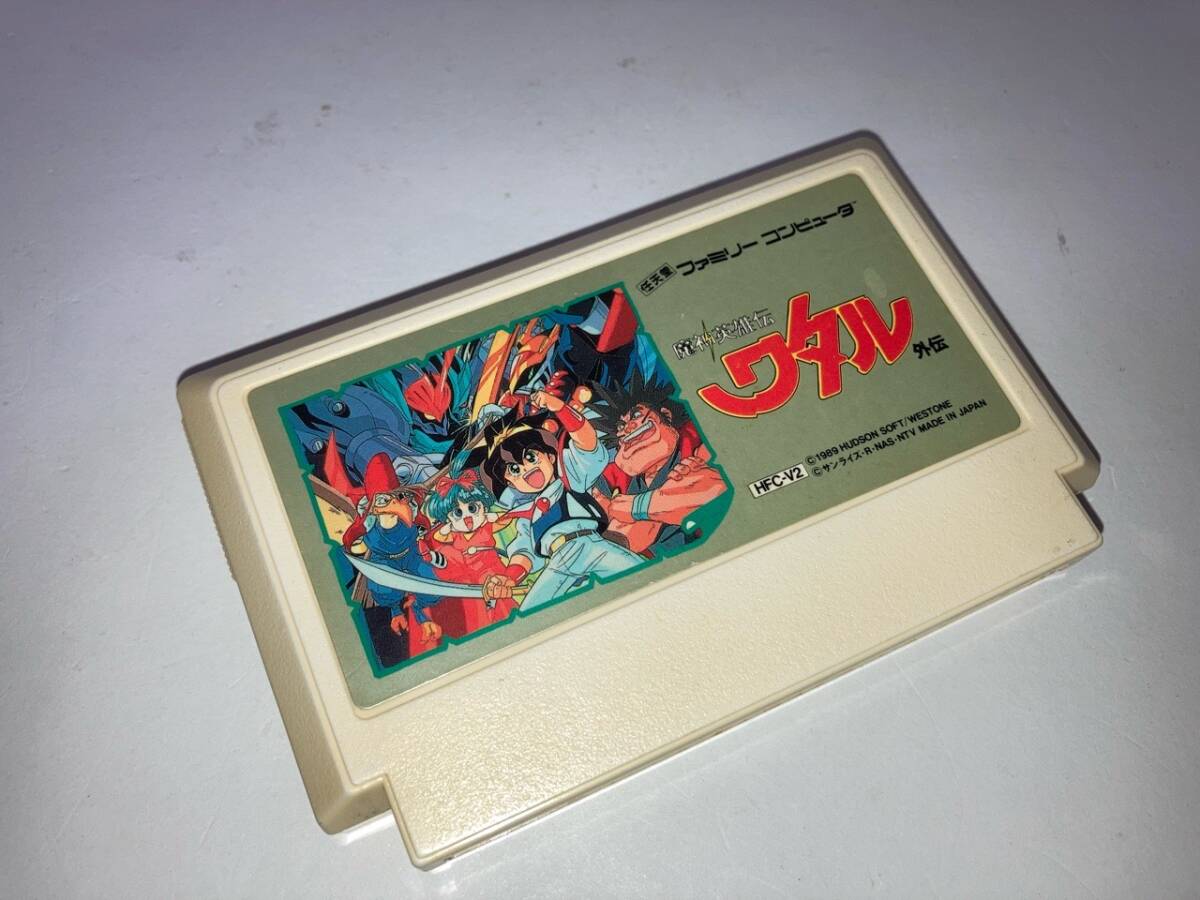 任天堂 ファミリー コンピュータ
魔神英雄伝
ワタル 外伝
HFC-V2
©1989 HUDSON SOFT/WESTONE
©サンライズ・R・NAS・NTV MADE IN JAPAN